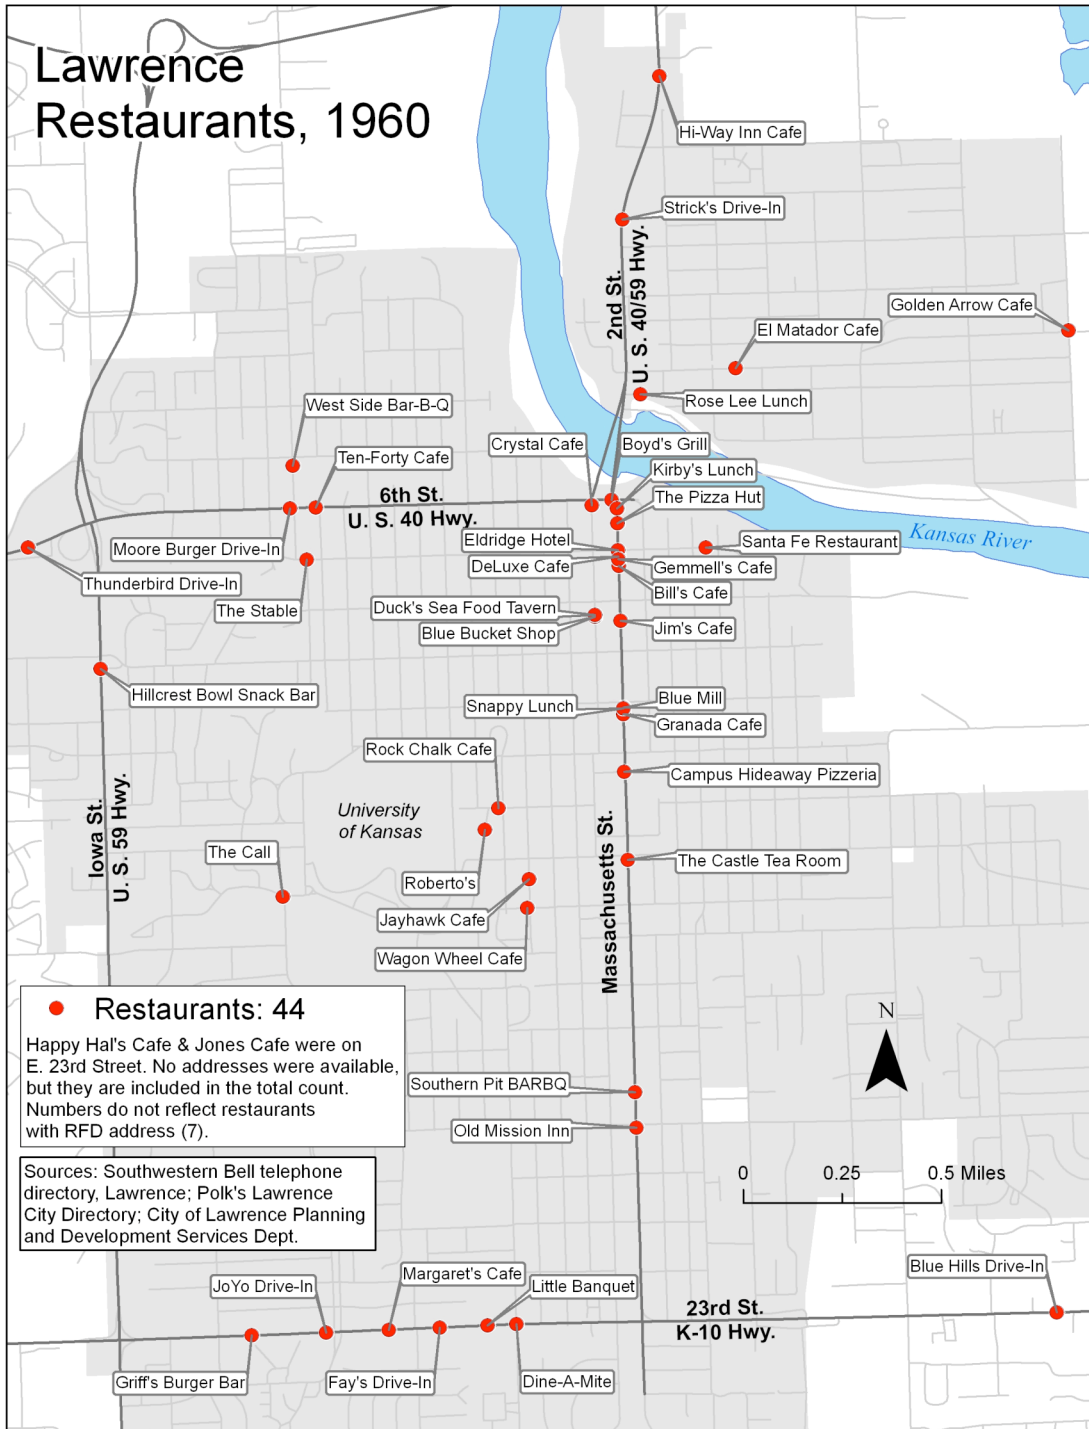 Lawrence
Restaurants, 1960
Hi-Way Inn Cafe
Strick's Drive-In
2nd St.
U. S. 40/59 Hwy.
Golden Arrow Cafe
El Matador Cafe
Rose Lee Lunch
West Side Bar-B-Q
Ten-Forty Cafe
Crystal Cafe
Boyd's Grill
Kirby's Lunch
The Pizza Hut
6th St.
U. S. 40 Hwy.
Kansas River
Moore Burger Drive-In
Eldridge Hotel
Santa Fe Restaurant
DeLuxe Cafe
Gemmell's Cafe
Thunderbird Drive-In
Bill's Cafe
The Stable
Duck's Sea Food Tavern
Blue Bucket Shop
Jim's Cafe
Hillcrest Bowl Snack Bar
Snappy Lunch
Blue Mill
Granada Cafe
Rock Chalk Cafe
Campus Hideaway Pizzeria
University
of Kansas
Iowa St.
U. S. 59 Hwy.
Massachusetts St.
The Call
The Castle Tea Room
Roberto's
Jayhawk Cafe
Wagon Wheel Cafe
Restaurants: 44
Happy Hal's Cafe & Jones Cafe were on
E. 23rd Street. No addresses were available,
but they are included in the total count.
Numbers do not reflect restaurants
with RFD address (7).
N
Southern Pit BARBQ
Old Mission Inn
Sources: Southwestern Bell telephone
directory, Lawrence; Polk's Lawrence
City Directory; City of Lawrence Planning
and Development Services Dept.
0 0.25 0.5 Miles
Blue Hills Drive-In
JoYo Drive-In
Margaret's Cafe
Little Banquet
23rd St.
K-10 Hwy.
Griff's Burger Bar
Fay's Drive-In
Dine-A-Mite